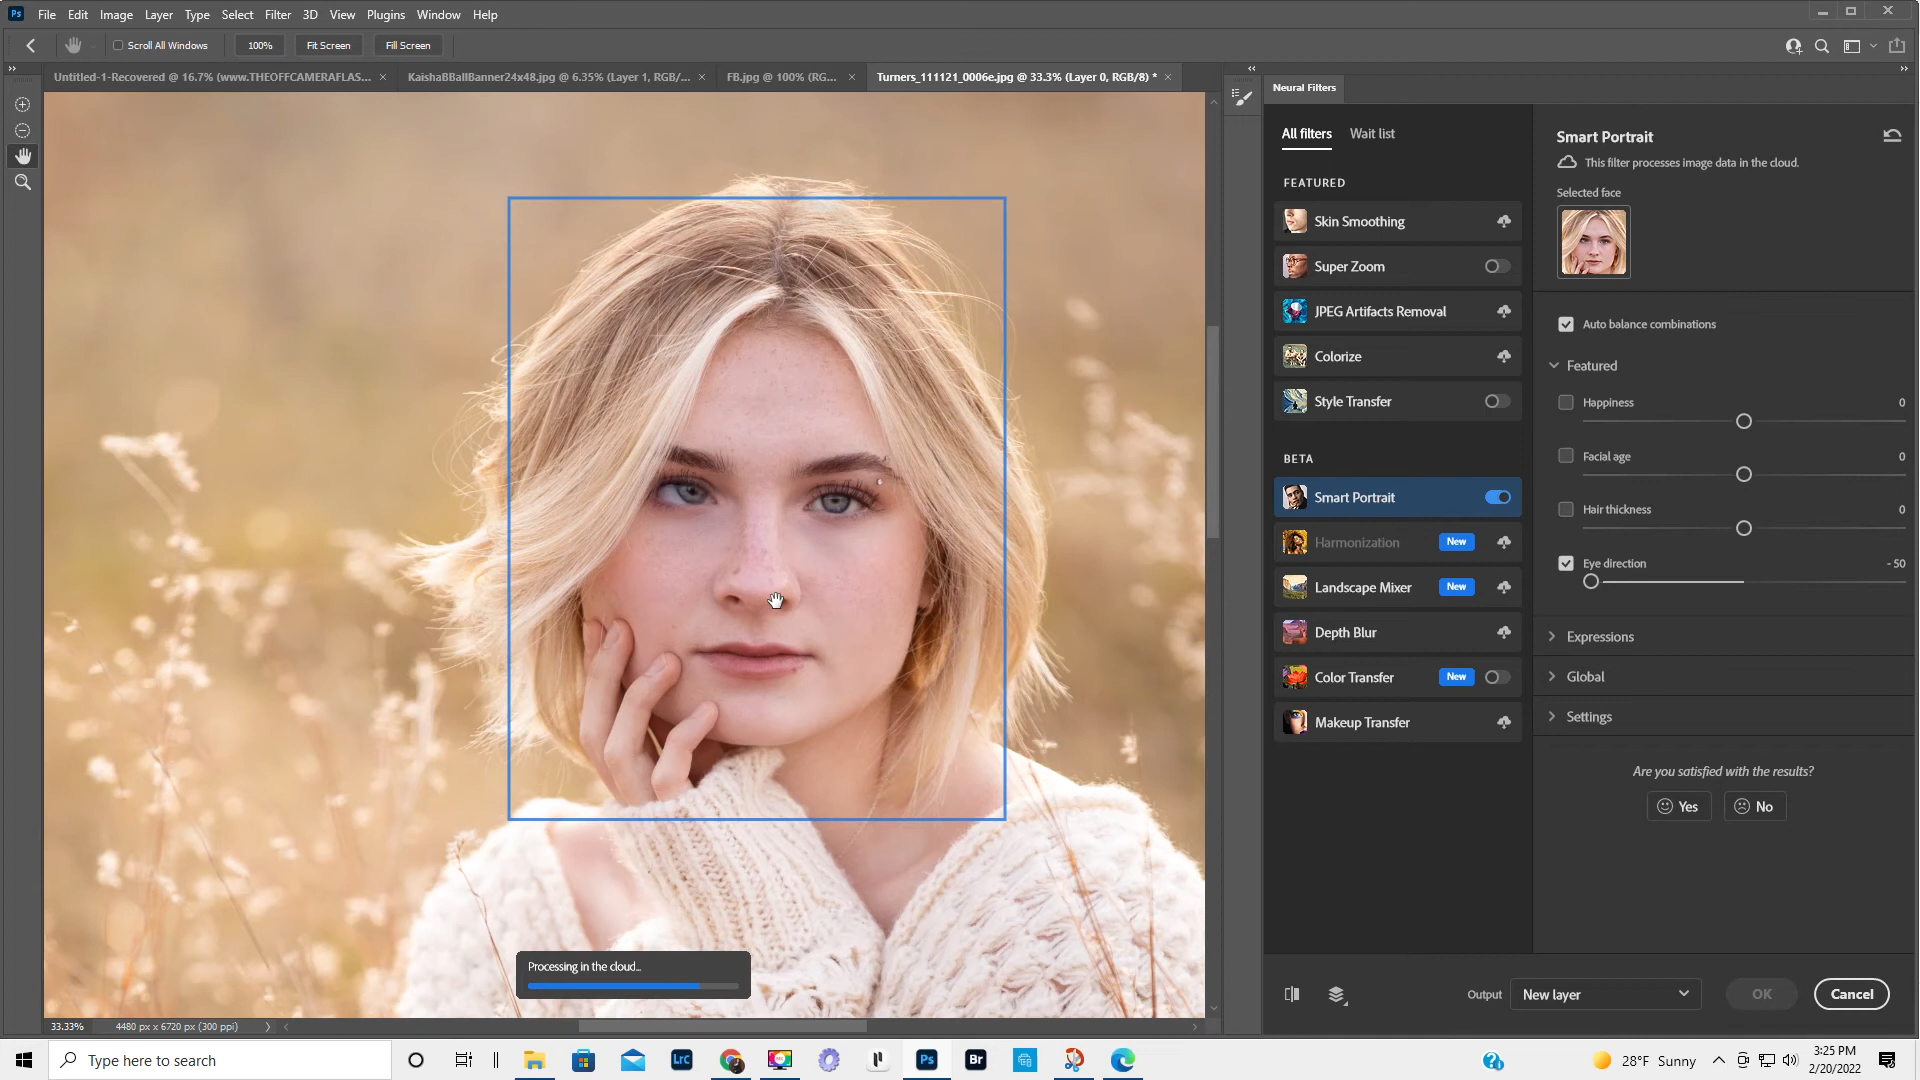 Ps File Edit Image Layer Type Select Filter 3D View Plugins Window Help
Scroll All Windows 100% Fit Screen Fill Screen
Untitled-1-Recovered @ 16.7% (www.THEOFFCAMERAFLAS... × KaishaBBallBanner24x48.jpg @ 6.35% (Layer 1, RGB/... × FB.jpg @ 100% (RG... × Turners_111121_0006e.jpg @ 33.3% (Layer 0, RGB/8) * ×
Neural Filters
All filters Wait list
FEATURED
Skin Smoothing
Super Zoom
JPEG Artifacts Removal
Colorize
Style Transfer
BETA
Smart Portrait
Harmonization New
Landscape Mixer New
Depth Blur
Color Transfer New
Makeup Transfer
Smart Portrait
This filter processes image data in the cloud.
Selected face
Auto balance combinations
Featured
Happiness 0
Facial age 0
Hair thickness 0
Eye direction -50
Expressions
Global
Settings
Are you satisfied with the results?
Yes No
Processing in the cloud...
Output New layer OK Cancel
33.33% 4480 px x 6720 px (300 ppi)
Type here to search
LrC
Ps
Br
28°F Sunny
3:25 PM
2/20/2022